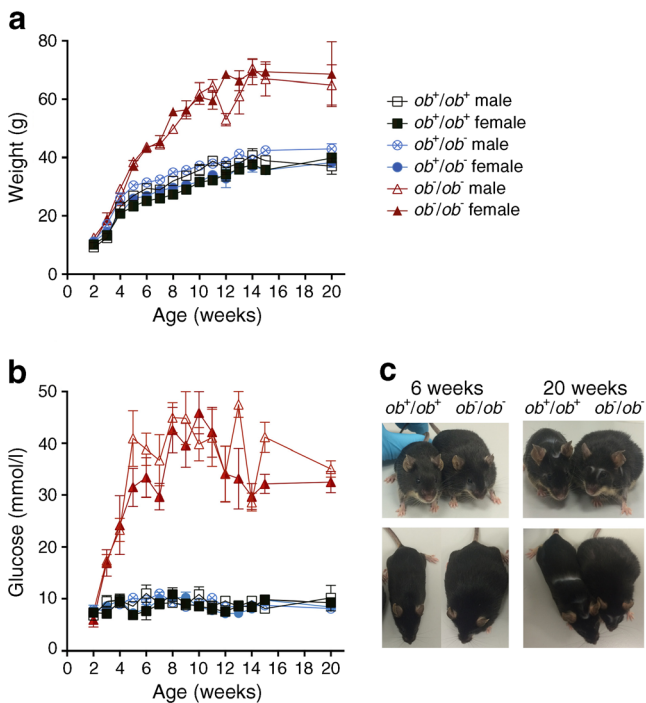 a
80
60
40
20
0
Weight (g)
0 2 4 6 8 10 12 14 16 18 20
Age (weeks)
ob+/ob+ male
ob+/ob+ female
ob+/ob- male
ob+/ob- female
ob-/ob- male
ob-/ob- female
b
50
40
30
20
10
0
Glucose (mmol/l)
0 2 4 6 8 10 12 14 16 18 20
Age (weeks)
c
6 weeks 20 weeks
ob+/ob+ ob-/ob- ob+/ob+ ob-/ob-